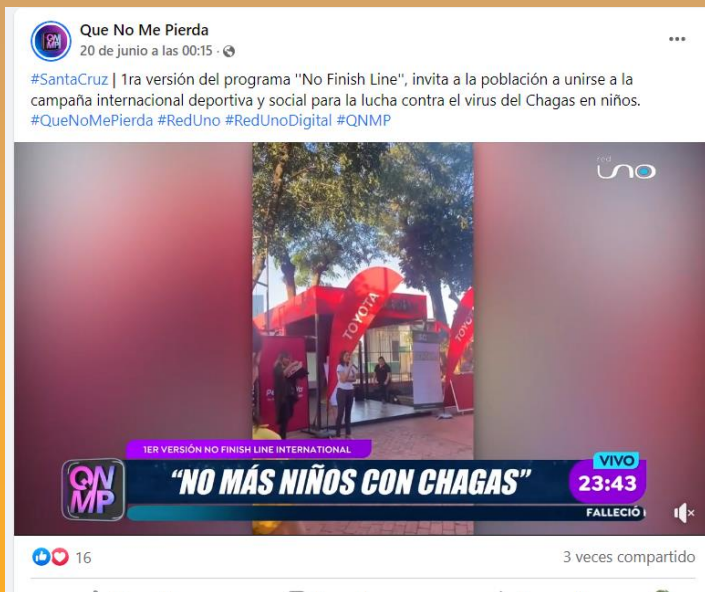 Que No Me Pierda
20 de junio a las 00:15 ·
#SantaCruz | 1ra versión del programa "No Finish Line", invita a la población a unirse a la
campaña internacional deportiva y social para la lucha contra el virus del Chagas en niños.
#QueNoMePierda #RedUno #RedUnoDigital #QNMP
red
UNO
TOYOTA
1ER VERSIÓN NO FINISH LINE INTERNATIONAL
QN
MP
"NO MÁS NIÑOS CON CHAGAS"
VIVO
23:43
FALLECIÓ
16
3 veces compartido